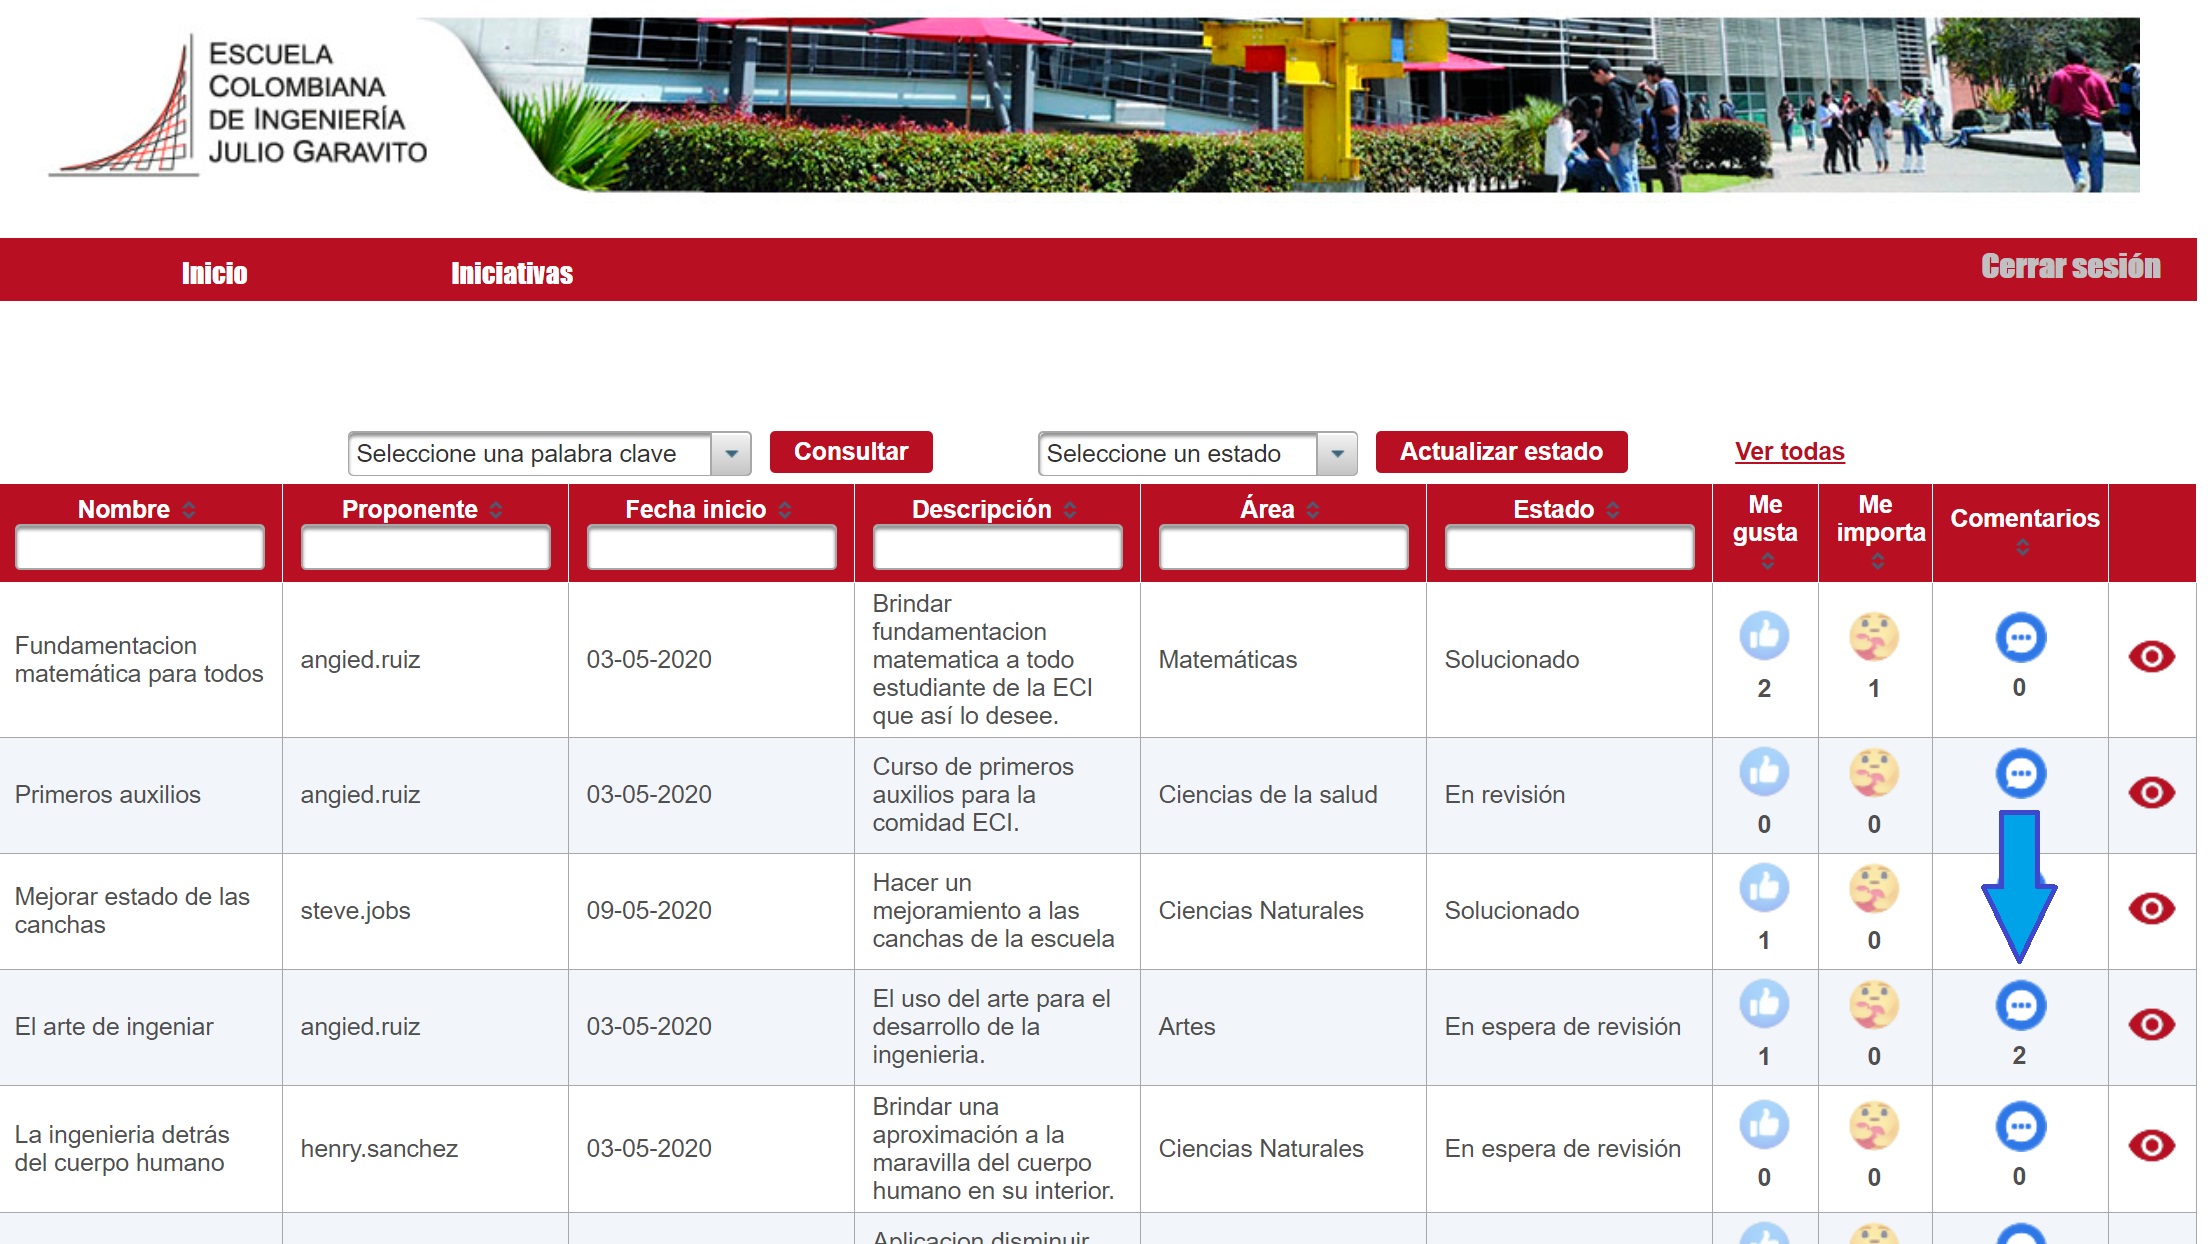 ESCUELA
COLOMBIANA
DE INGENIERÍA
JULIO GARAVITO
Inicio
Iniciativas
Cerrar sesión
Seleccione una palabra clave
Consultar
Seleccione un estado
Actualizar estado
Ver todas
Nombre
Proponente
Fecha inicio
Descripción
Área
Estado
Me
gusta
Me
importa
Comentarios
Fundamentacion
matemática para todos
angied.ruiz
03-05-2020
Brindar
fundamentacion
matematica a todo
estudiante de la ECI
que así lo desee.
Matemáticas
Solucionado
2
1
0
Primeros auxilios
angied.ruiz
03-05-2020
Curso de primeros
auxilios para la
comidad ECI.
Ciencias de la salud
En revisión
0
0
Mejorar estado de las
canchas
steve.jobs
09-05-2020
Hacer un
mejoramiento a las
canchas de la escuela
Ciencias Naturales
Solucionado
1
0
El arte de ingeniar
angied.ruiz
03-05-2020
El uso del arte para el
desarrollo de la
ingenieria.
Artes
En espera de revisión
1
0
2
La ingenieria detrás
del cuerpo humano
henry.sanchez
03-05-2020
Brindar una
aproximación a la
maravilla del cuerpo
humano en su interior.
Ciencias Naturales
En espera de revisión
0
0
0
Aplicacion disminuir